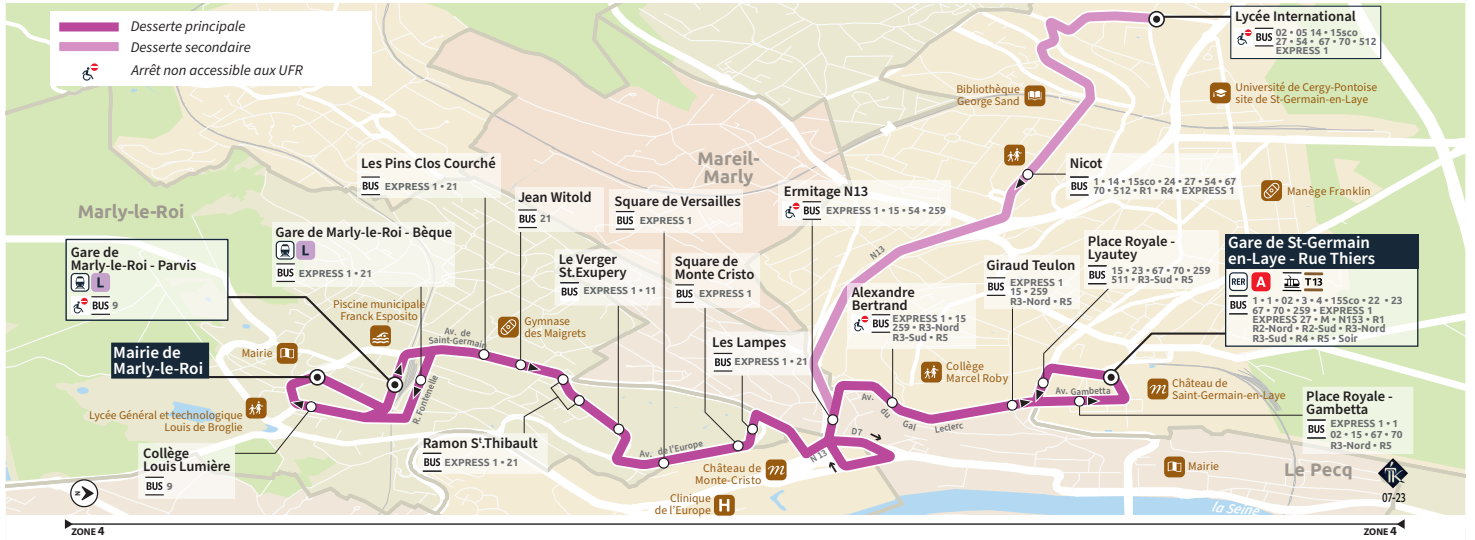 Desserte principale
Desserte secondaire
Arrêt non accessible aux UFR
Lycée International
BUS 02 • 05 14 • 15sco
27 • 54 • 67 • 70 • 512
EXPRESS 1
Bibliothèque
George Sand
Université de Cergy-Pontoise
site de St-Germain-en-Laye
Mareil-
Marly
Nicot
BUS 1 • 14 • 15sco • 24 • 27 • 54 • 67
70 • 512 • R1 • R4 • EXPRESS 1
Manège Franklin
Les Pins Clos Courché
BUS EXPRESS 1 • 21
Jean Witold
BUS 21
Square de Versailles
BUS EXPRESS 1
Ermitage N13
BUS EXPRESS 1 • 15 • 54 • 259
Marly-le-Roi
Gare de Marly-le-Roi - Bèque
L
BUS EXPRESS 1 • 21
Gare de
Marly-le-Roi - Parvis
L
BUS 9
Le Verger
St.Exupery
BUS EXPRESS 1 • 11
Square de
Monte Cristo
BUS EXPRESS 1
N13
Giraud Teulon
BUS EXPRESS 1
15 • 259
R3-Nord • R5
Place Royale -
Lyautey
BUS 15 • 23 • 67 • 70 • 259
511 • R3-Sud • R5
Gare de St-Germain
en-Laye - Rue Thiers
RER A T13
BUS 1 • 1 • 02 • 3 • 4 • 15Sco • 22 • 23
67 • 70 • 259 • EXPRESS 1
EXPRESS 27 • M • N153 • R1
R2-Nord • R2-Sud • R3-Nord
R3-Sud • R4 • R5 • Soir
Alexandre
Bertrand
BUS EXPRESS 1 • 15
259 • R3-Nord
R3-Sud • R5
Piscine municipale
Franck Esposito
Gymnase
des Maigrets
Av. de
Saint-Germain
Les Lampes
BUS EXPRESS 1 • 21
Mairie
Mairie de
Marly-le-Roi
Collège
Marcel Roby
Château de
Saint-Germain-en-Laye
Av. Gambetta
Lycée Général et technologique
Louis de Broglie
R. Fontenelle
Av. du Gal Leclerc
Place Royale -
Gambetta
BUS EXPRESS 1 • 1
02 • 15 • 67 • 70
R3-Nord • R5
Ramon St.Thibault
BUS EXPRESS 1 • 21
Av. de l'Europe
D7
N 13
Collège
Louis Lumière
BUS 9
Château de
Monte-Cristo
Clinique
de l'Europe
H
Mairie
Le Pecq
la Seine
N
TK
07-23
ZONE 4
ZONE 4